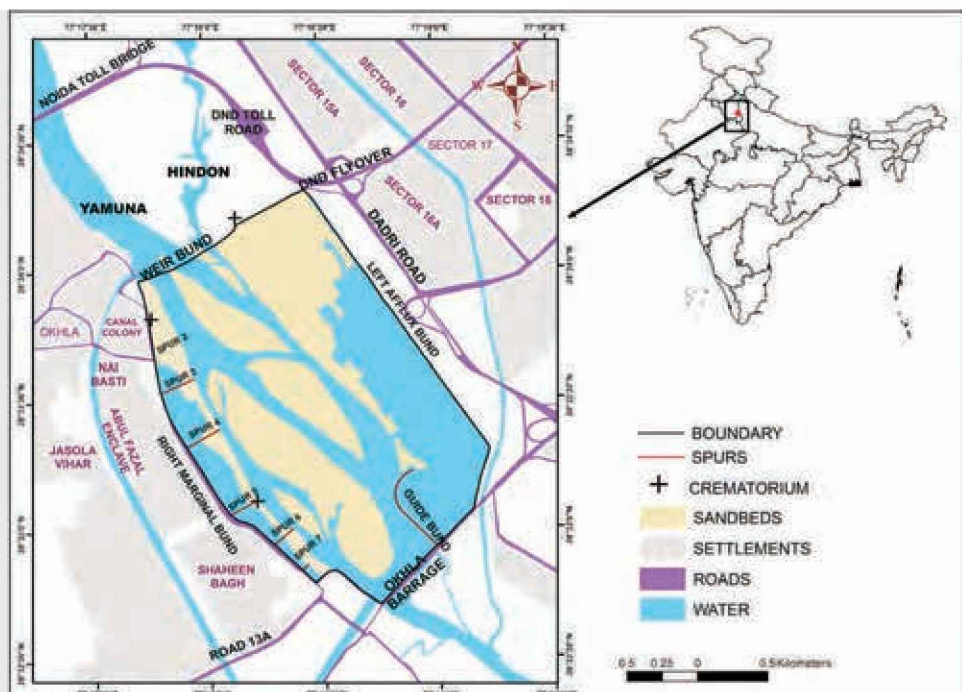 NOIDA TOLL BRIDGE
DND TOLL
ROAD
SECTOR 15A
SECTOR 16
N
W
E
S
SECTOR 17
HINDON
DND FLYOVER
SECTOR 18
YAMUNA
SECTOR 16A
DADRI ROAD
WEIR BUND
LEFT AFFLUX BUND
OKHLA
CANAL
COLONY
SPUR 2
NAI
BASTI
SPUR 3
ABUL FAZAL
ENCLAVE
SPUR 4
JASOLA
VIHAR
RIGHT MARGINAL BUND
SPUR 5
GUIDE BUND
SPUR 6
SPUR 7
SHAHEEN
BAGH
OKHLA
BARRAGE
ROAD 13A
BOUNDARY
SPURS
CREMATORIUM
SANDBEDS
SETTLEMENTS
ROADS
WATER
0.5 0.25 0 0.5 Kilometers